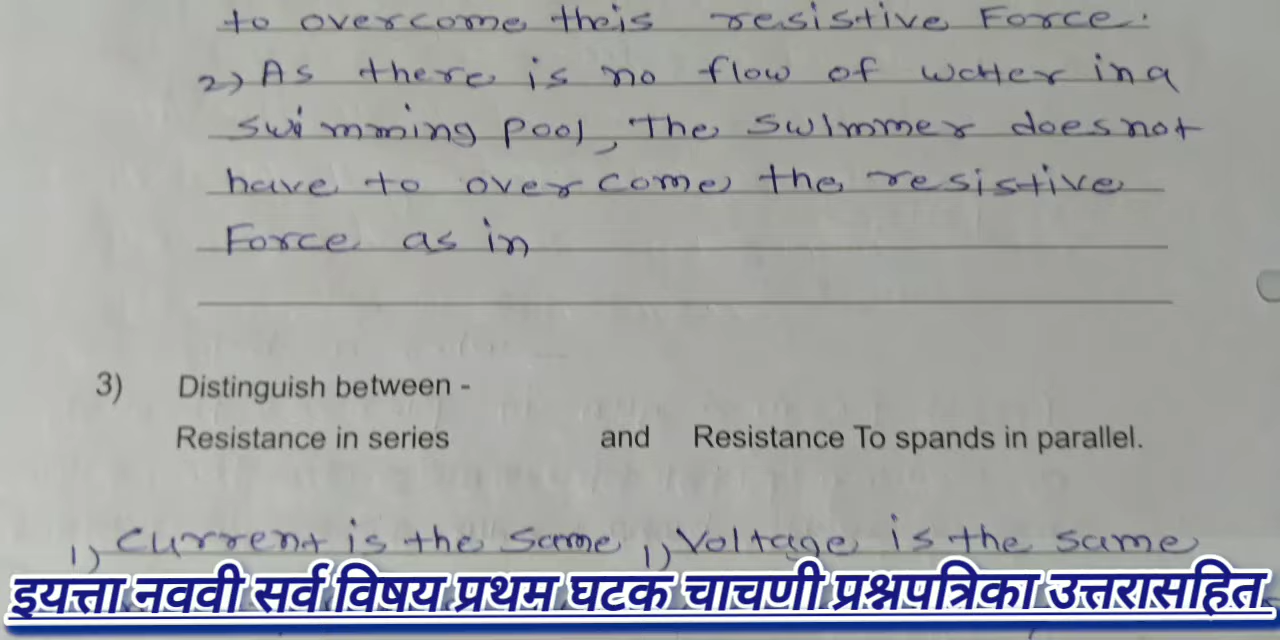 to overcome theis resistive Force.
2) As there is no flow of water in a
swimming pool, The swimmer does not
have to overcome the resistive
Force as in
3) Distinguish between -
Resistance in series and Resistance To spands in parallel.
1) Current is the same 1) Voltage is the same
इयत्ता नववी सर्व विषय प्रथम घटक चाचणी प्रश्नपत्रिका उत्तरासहित